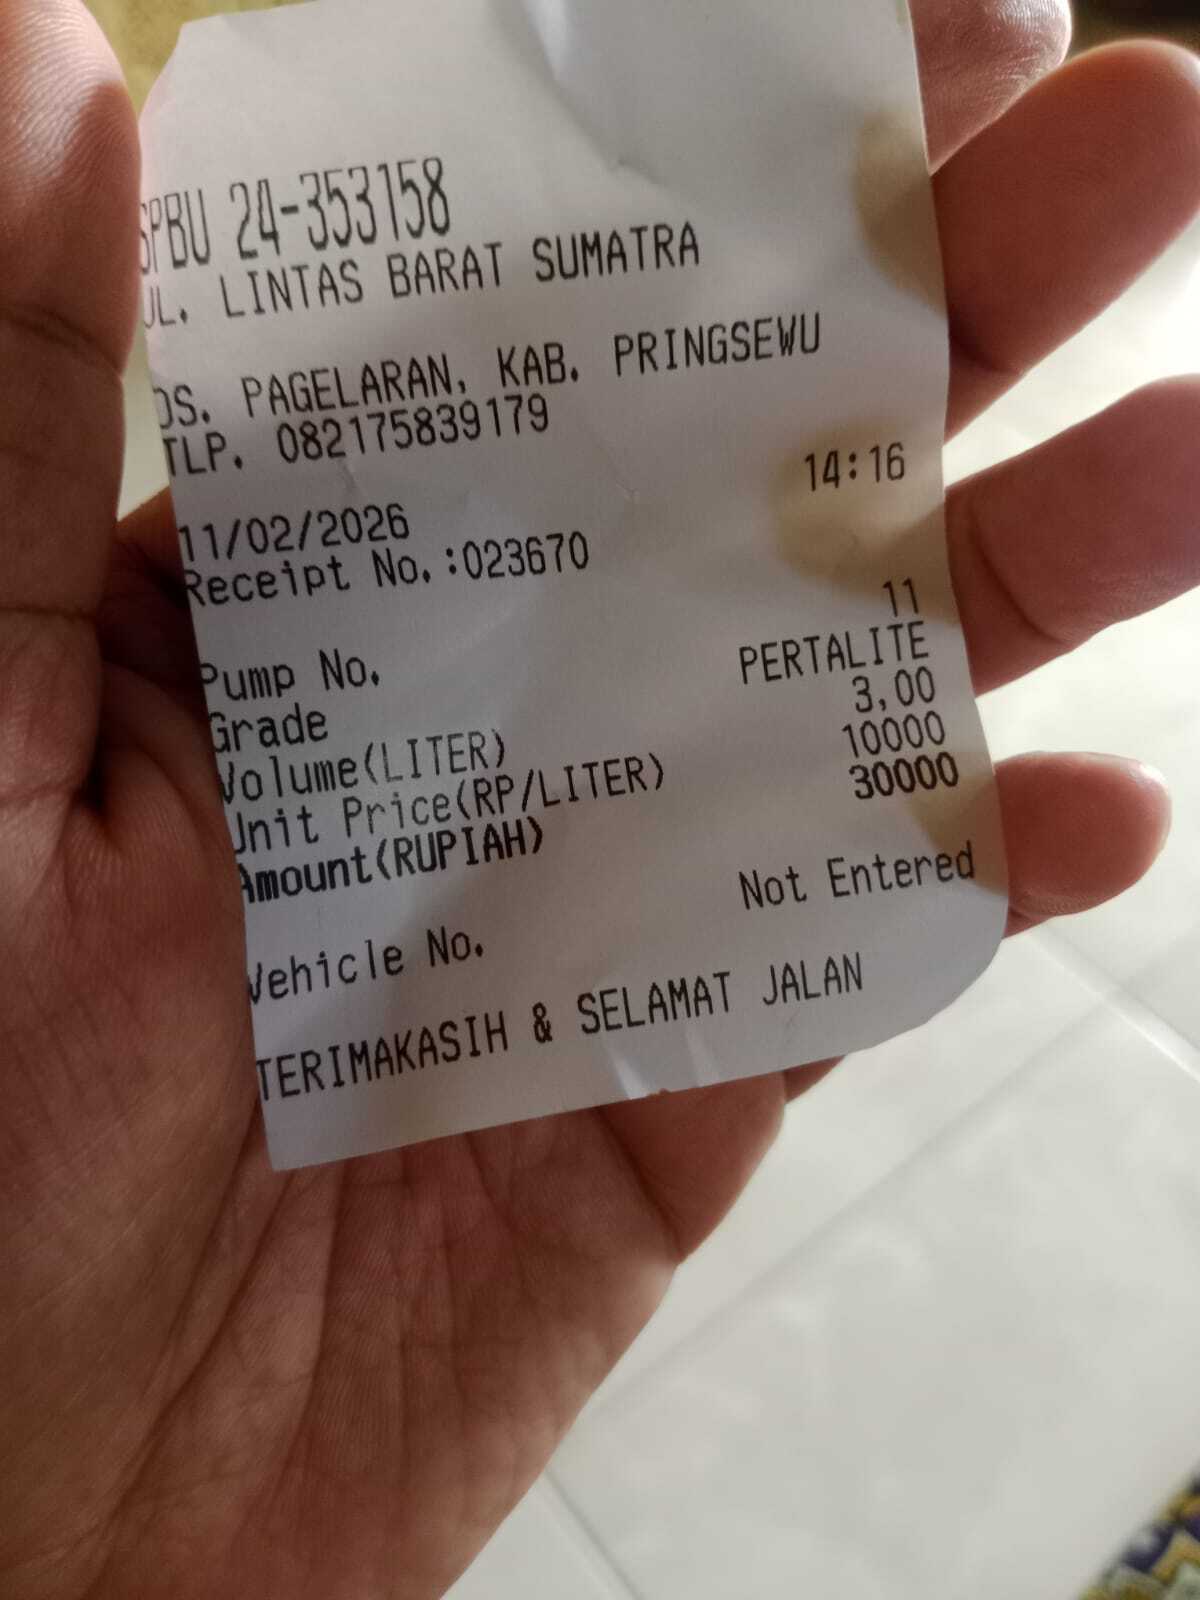 SPBU 24-353158
JL. LINTAS BARAT SUMATRA
DS. PAGELARAN, KAB. PRINGSEWU
TLP. 082175839179
11/02/2026 14:16
Receipt No.:023670
Pump No. 11
Grade PERTALITE
Volume(LITER) 3,00
Unit Price(RP/LITER) 10000
Amount(RUPIAH) 30000
Vehicle No. Not Entered
TERIMAKASIH & SELAMAT JALAN